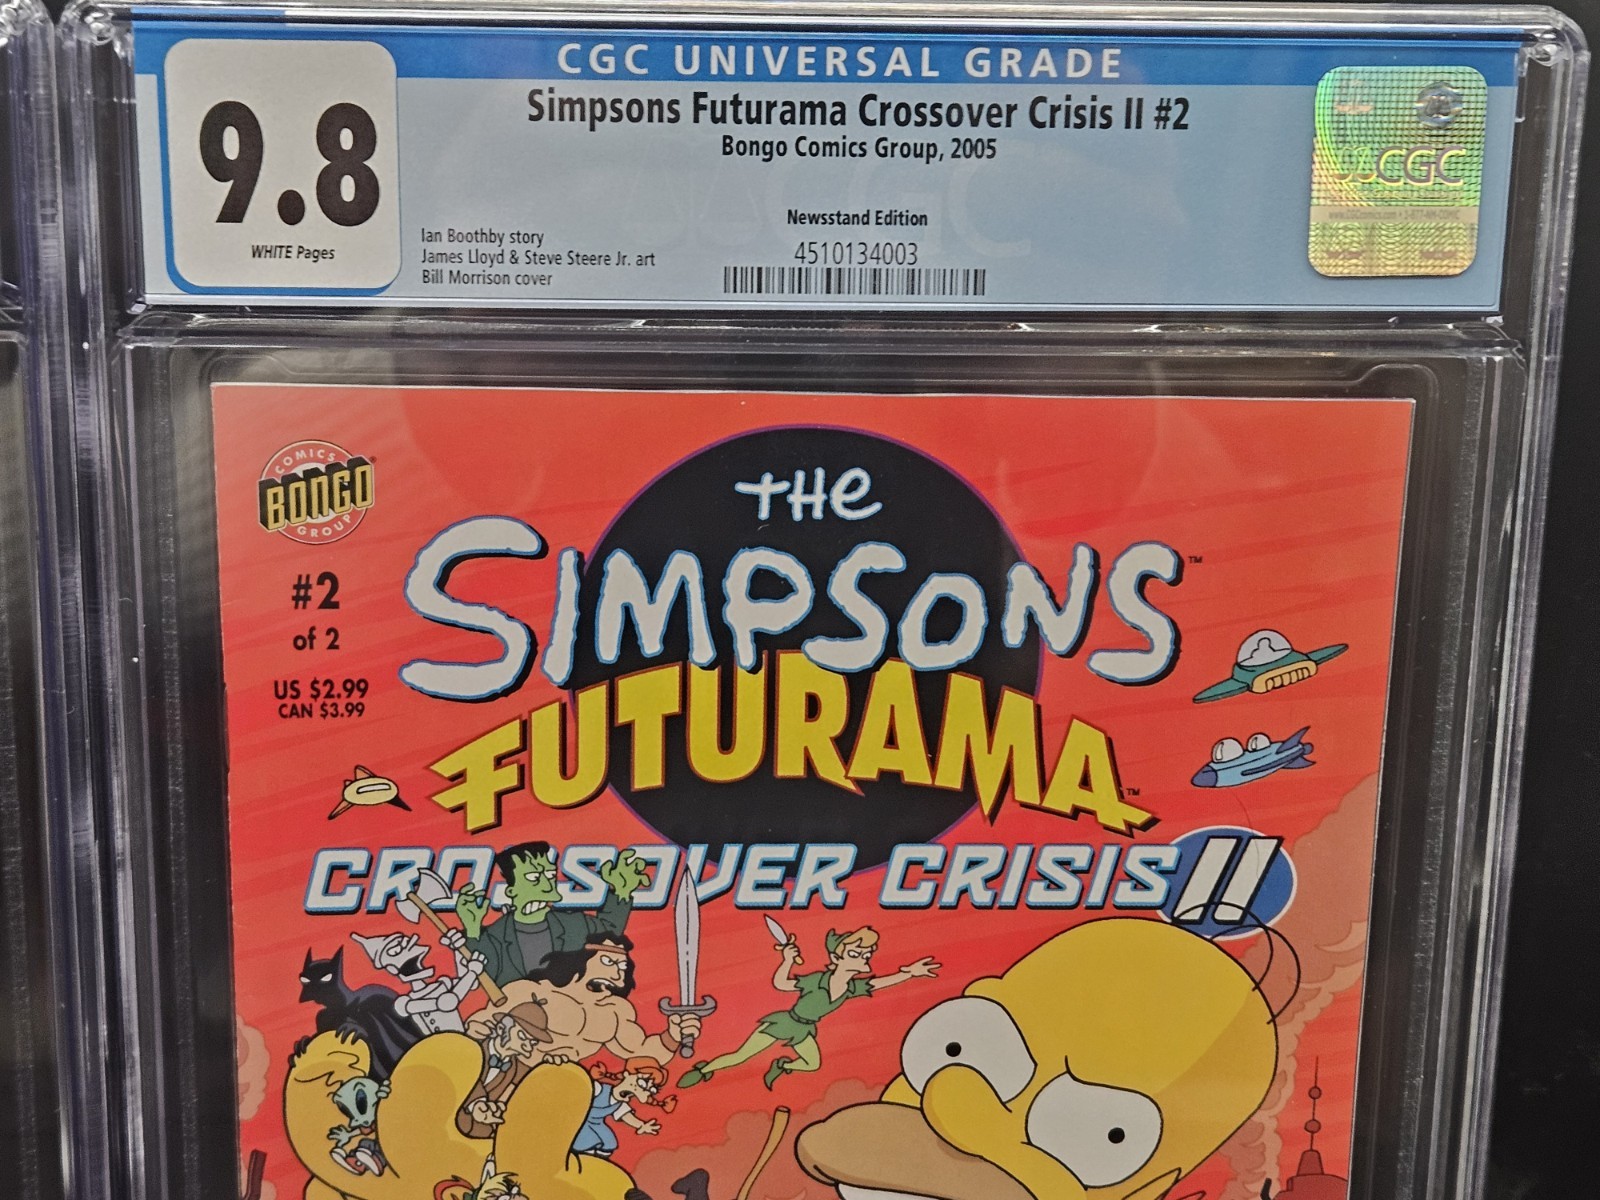 CGC UNIVERSAL GRADE
9.8
WHITE Pages
Simpsons Futurama Crossover Crisis II #2
Bongo Comics Group, 2005
Newsstand Edition
Ian Boothby story
James Lloyd & Steve Steere Jr. art
Bill Morrison cover
4510134003
CGC
COMICS
BONGO
GROUP
#2
of 2
US $2.99
CAN $3.99
THE
SIMPSONS™
FUTURAMA™
CROSSOVER CRISIS II